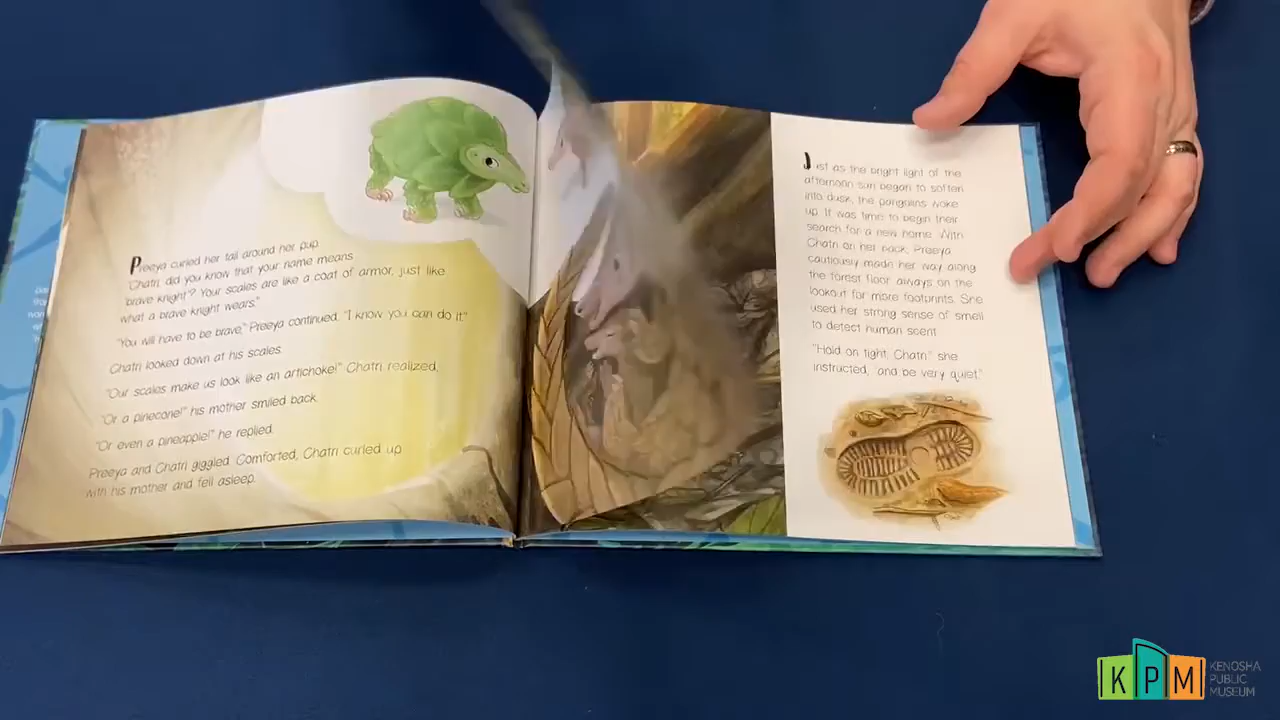 Preeya curled her tail around her pup.
"Chatri, did you know that your name means
'brave knight'? Your scales are like a coat of armor, just like
what a brave knight wears."
"You will have to be brave," Preeya continued. "I know you can do it."
Chatri looked down at his scales.
"Our scales make us look like an artichoke!" Chatri realized.
"Or a pinecone!" his mother smiled back.
"Or even a pineapple!" he replied.
Preeya and Chatri giggled. Comforted, Chatri curled up
with his mother and fell asleep.
Just as the bright light of the
afternoon sun began to soften
into dusk, the pangolins woke
up. It was time to begin their
search for a new home. With
Chatri on her back, Preeya
cautiously made her way along
the forest floor always on the
lookout for more footprints. She
used her strong sense of smell
to detect human scent.
"Hold on tight, Chatri," she
instructed, "and be very quiet."
KPM
KENOSHA
PUBLIC
MUSEUM